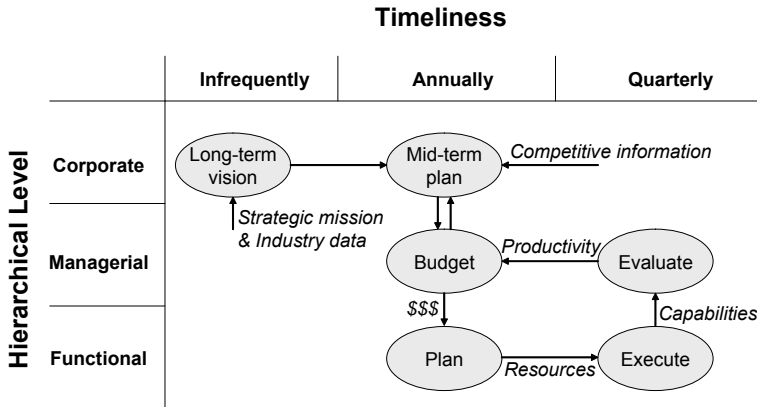 Timeliness
Infrequently
Annually
Quarterly
Hierarchical Level
Corporate
Long-term
vision
Mid-term
plan
Competitive information
Strategic mission
& Industry data
Managerial
Budget
Productivity
Evaluate
$$$
Capabilities
Functional
Plan
Resources
Execute